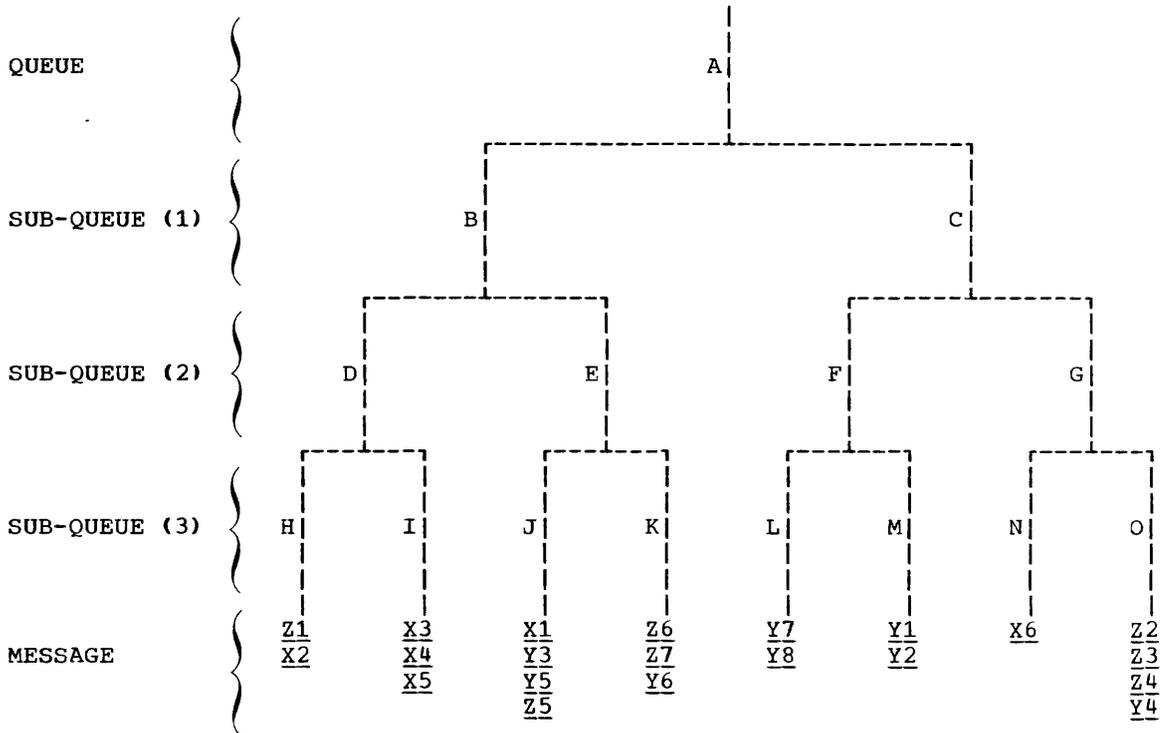 QUEUE
A
SUB-QUEUE (1)
B
C
SUB-QUEUE (2)
D
E
F
G
SUB-QUEUE (3)
H
I
J
K
L
M
N
O
MESSAGE
Z1
X2
X3
X4
X5
X1
Y3
Y5
Z5
Z6
Z7
Y6
Y7
Y8
Y1
Y2
X6
Z2
Z3
Z4
Y4